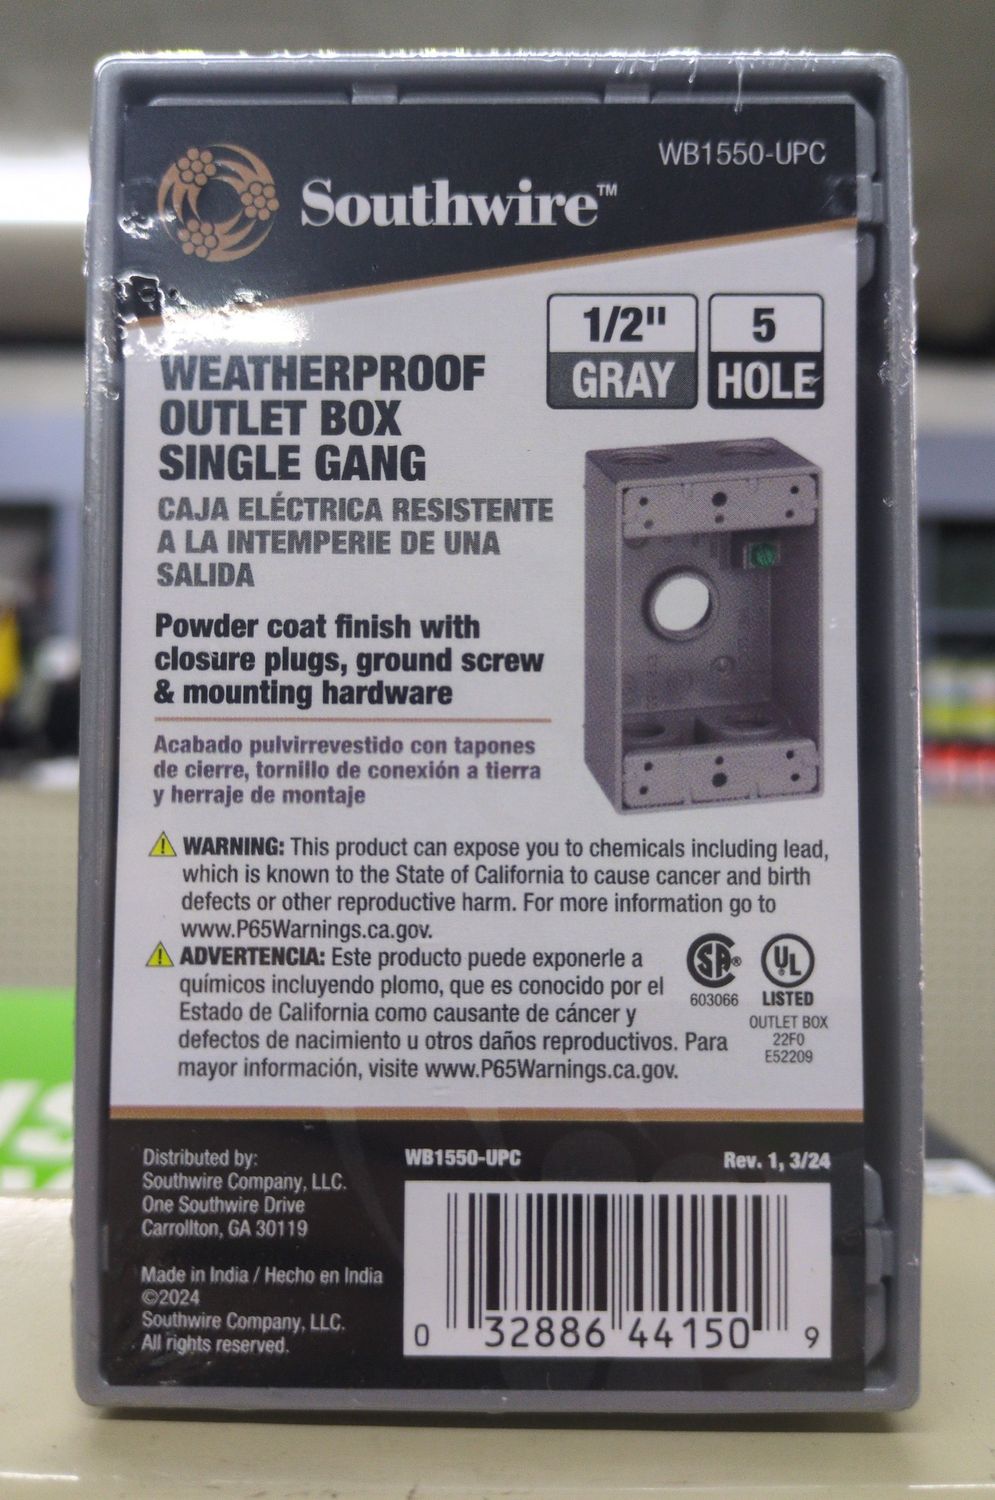 WB1550-UPC
Southwire™
1/2"
GRAY
5
HOLE
WEATHERPROOF
OUTLET BOX
SINGLE GANG
CAJA ELÉCTRICA RESISTENTE
A LA INTEMPERIE DE UNA
SALIDA
Powder coat finish with
closure plugs, ground screw
& mounting hardware
Acabado pulvirrevestido con tapones
de cierre, tornillo de conexión a tierra
y herraje de montaje
WARNING: This product can expose you to chemicals including lead,
which is known to the State of California to cause cancer and birth
defects or other reproductive harm. For more information go to
www.P65Warnings.ca.gov.
ADVERTENCIA: Este producto puede exponerle a
químicos incluyendo plomo, que es conocido por el
Estado de California como causante de cáncer y
defectos de nacimiento u otros daños reproductivos. Para
mayor información, visite www.P65Warnings.ca.gov.
SA®
603066
UL
LISTED
OUTLET BOX
22F0
E52209
Distributed by:
Southwire Company, LLC.
One Southwire Drive
Carrollton, GA 30119
Made in India / Hecho en India
©2024
Southwire Company, LLC.
All rights reserved.
WB1550-UPC
Rev. 1, 3/24
0 32886 44150 9